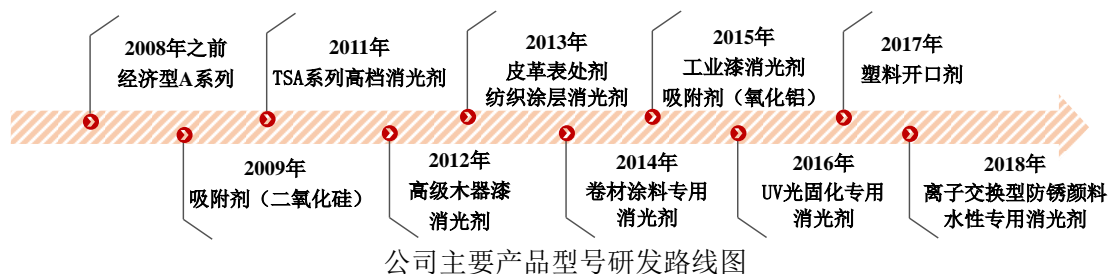 2008年之前
经济型A系列
2011年
TSA系列高档消光剂
2013年
皮革表处剂
纺织涂层消光剂
2015年
工业漆消光剂
吸附剂（氧化铝）
2017年
塑料开口剂
2009年
吸附剂（二氧化硅）
2012年
高级木器漆
消光剂
2014年
卷材涂料专用
消光剂
2016年
UV光固化专用
消光剂
2018年
离子交换型防锈颜料
水性专用消光剂
公司主要产品型号研发路线图